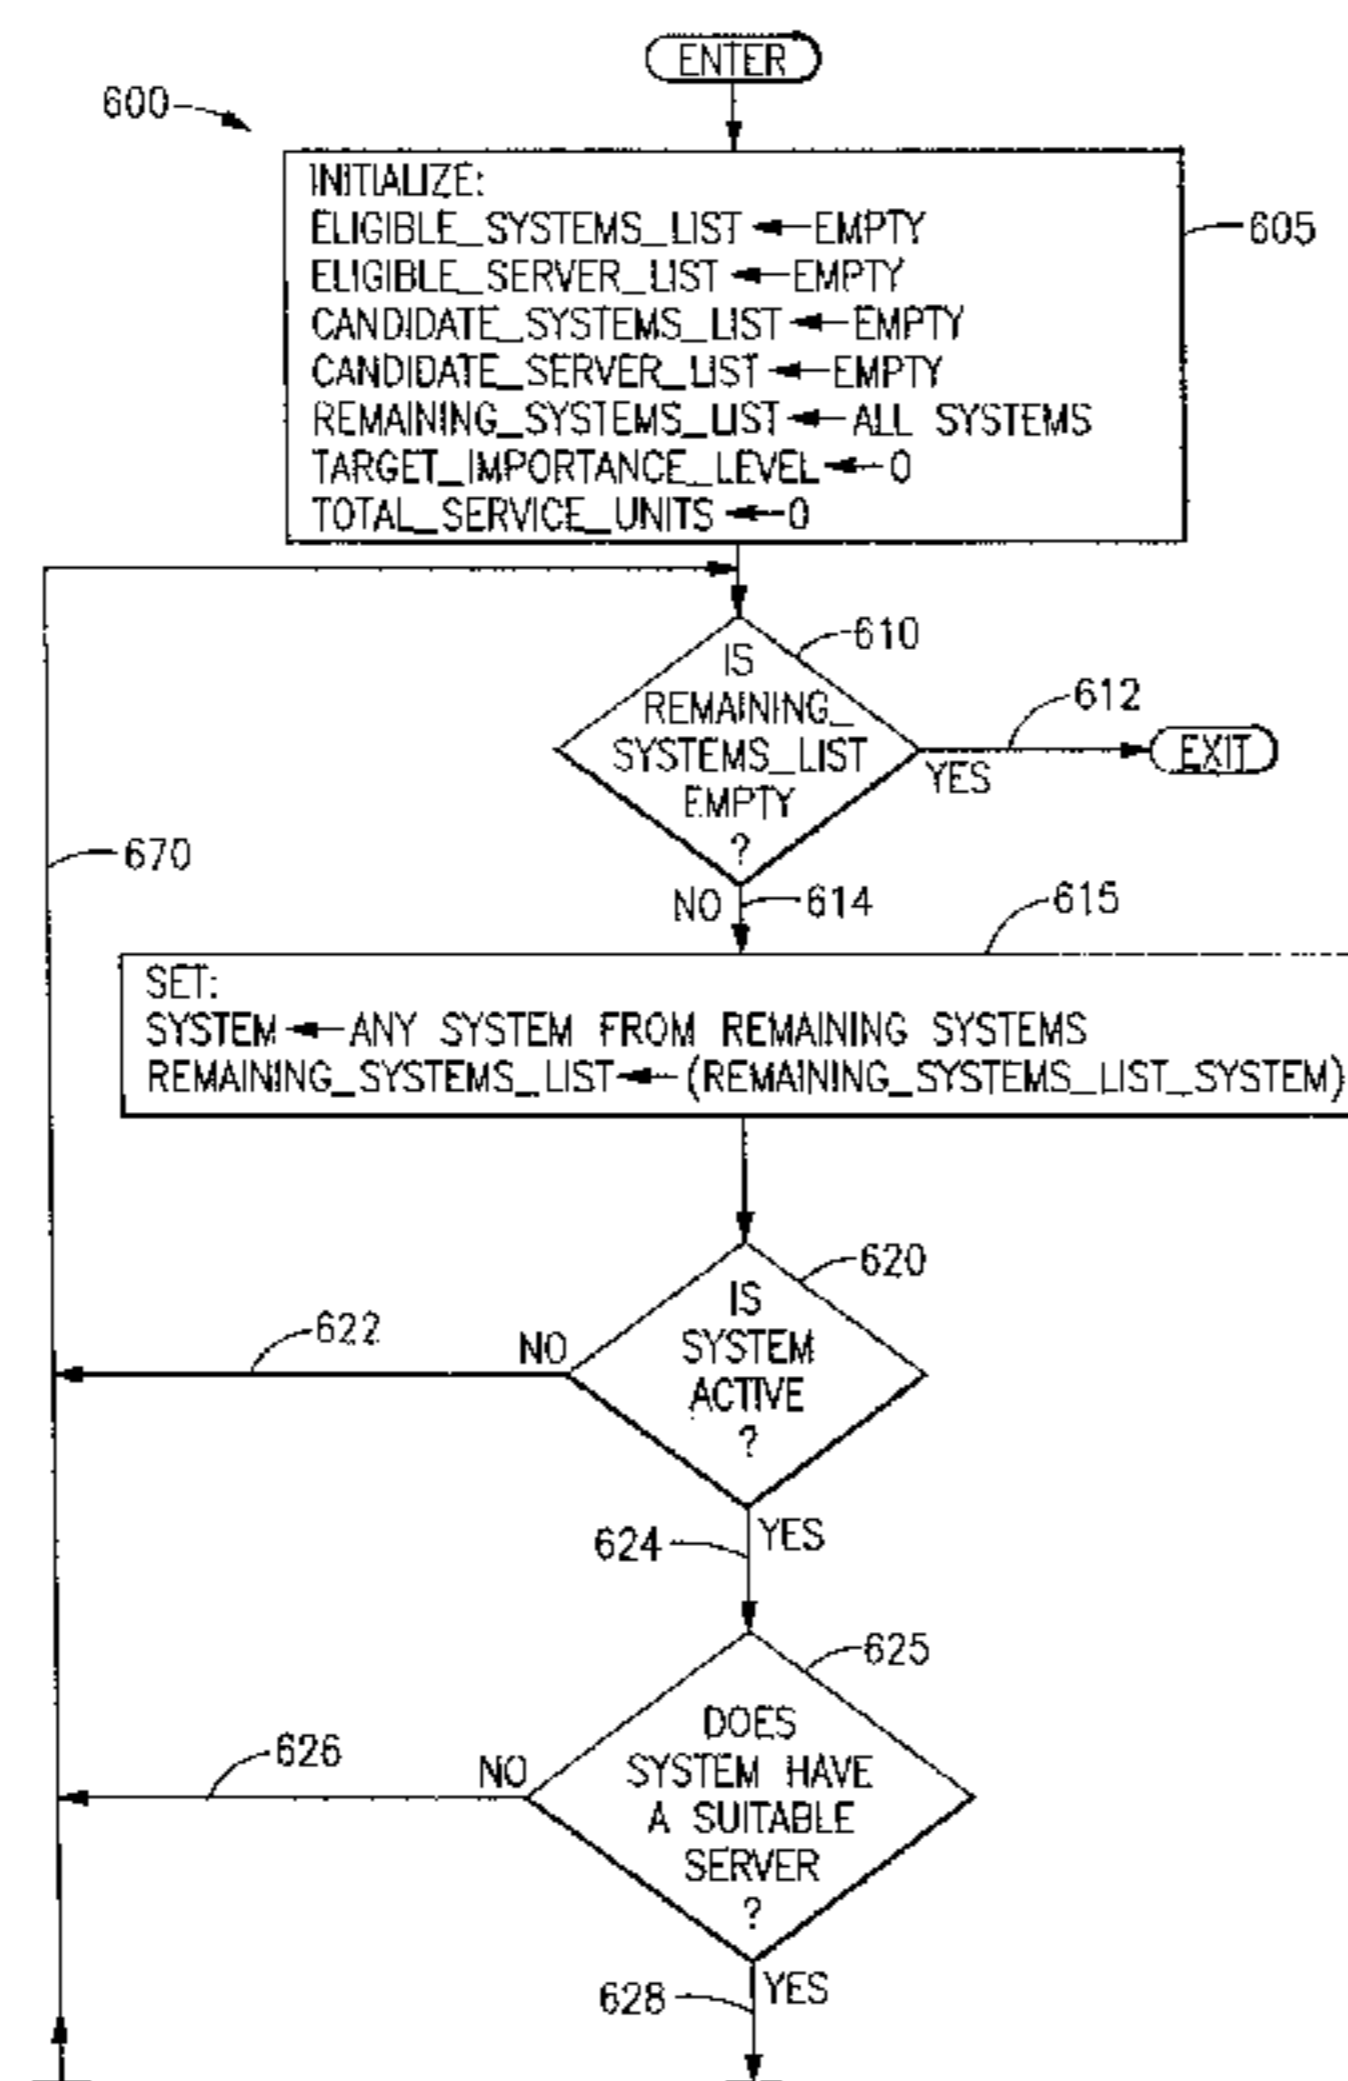 ENTER
600
INITIALIZE:
ELIGIBLE_SYSTEMS_LIST ← EMPTY
605
ELIGIBLE_SERVER_LIST ← EMPTY
CANDIDATE_SYSTEMS_LIST ← EMPTY
CANDIDATE_SERVER_LIST ← EMPTY
REMAINING_SYSTEMS_LIST ← ALL SYSTEMS
TARGET_IMPORTANCE_LEVEL ← 0
TOTAL_SERVICE_UNITS ← 0
610
IS
REMAINING_
SYSTEMS_LIST
EMPTY
?
612
YES
EXIT
670
NO
614
615
SET:
SYSTEM ← ANY SYSTEM FROM REMAINING SYSTEMS
REMAINING_SYSTEMS_LIST ← (REMAINING_SYSTEMS_LIST_SYSTEM)
620
IS
SYSTEM
ACTIVE
?
622
NO
624
YES
625
DOES
SYSTEM HAVE
A SUITABLE
SERVER
?
626
NO
628
YES